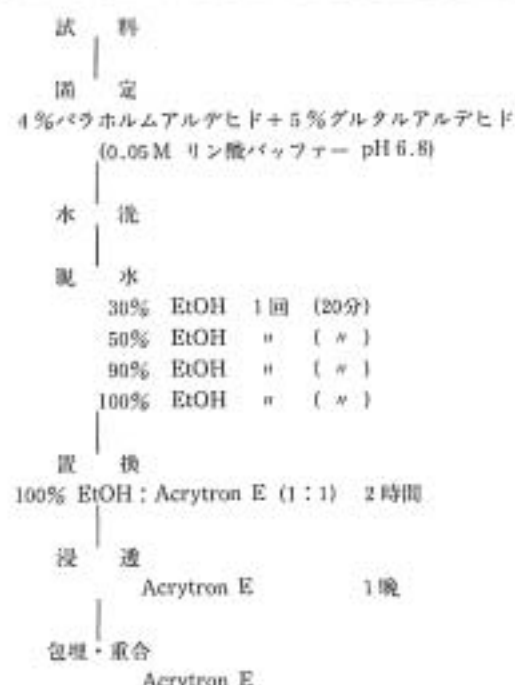 試料
固定
4%パラホルムアルデヒド+5%グルタルアルデヒド
(0.05M リン酸バッファー pH 6.8)
水洗
脱水
30% EtOH 1回 (20分)
50% EtOH 〃 ( 〃 )
90% EtOH 〃 ( 〃 )
100% EtOH 〃 ( 〃 )
置換
100% EtOH : Acrytron E (1:1) 2時間
浸透
Acrytron E 1晩
包埋・重合
Acrytron E